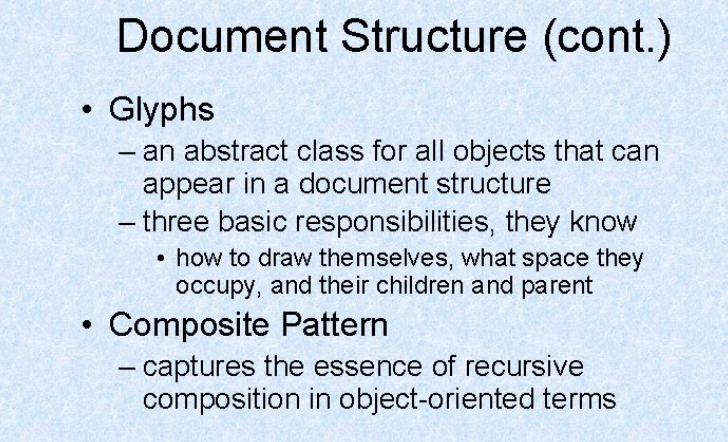 Document Structure (cont.)
• Glyphs
– an abstract class for all objects that can
appear in a document structure
– three basic responsibilities, they know
• how to draw themselves, what space they
occupy, and their children and parent
• Composite Pattern
– captures the essence of recursive
composition in object-oriented terms